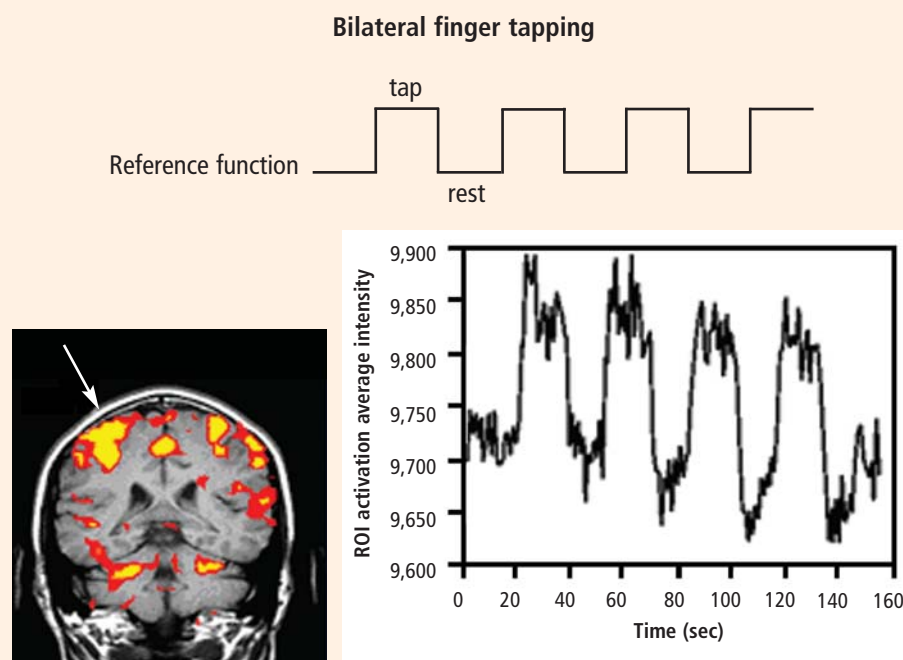 Bilateral finger tapping
tap
Reference function
rest
ROI activation average intensity
9,900
9,850
9,800
9,750
9,700
9,650
9,600
0 20 40 60 80 100 120 140 160
Time (sec)